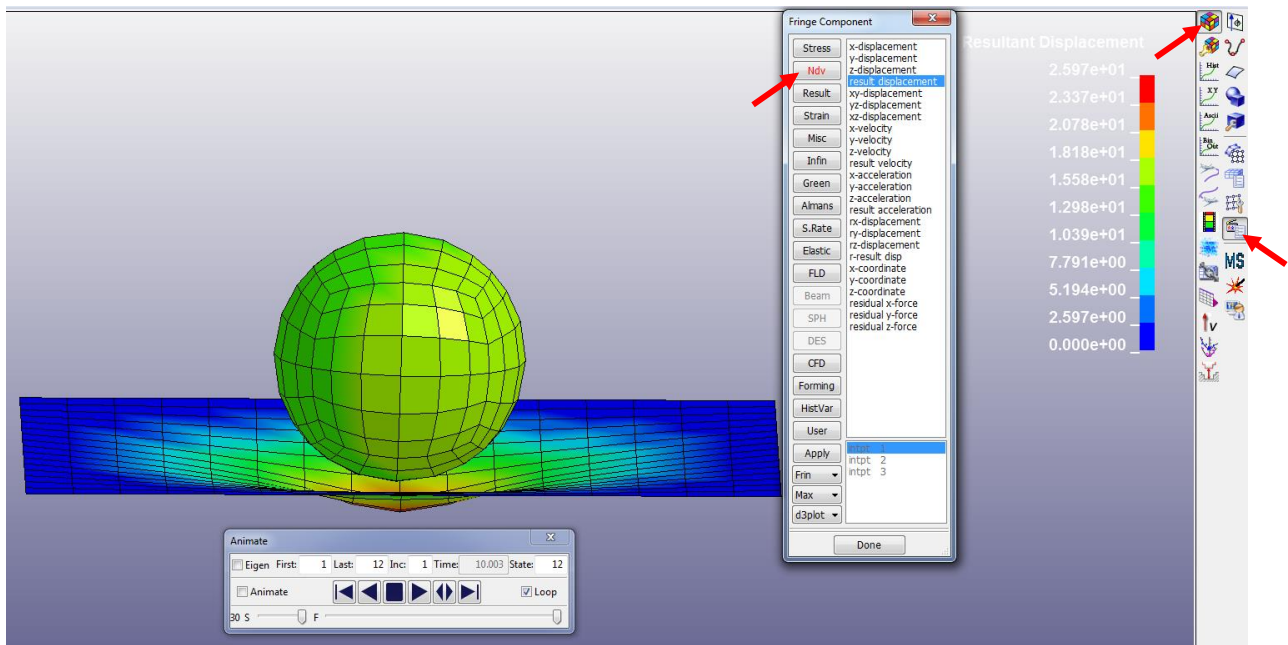 Fringe Component
Stress
Ndv
Result
Strain
Misc
Infin
Green
Almans
S.Rate
Elastic
FLD
Beam
SPH
DES
CFD
Forming
HistVar
User
Apply
Frin
Max
d3plot
x-displacement
y-displacement
z-displacement
result displacement
xy-displacement
yz-displacement
xz-displacement
x-velocity
y-velocity
z-velocity
result velocity
x-acceleration
y-acceleration
z-acceleration
result acceleration
rx-displacement
ry-displacement
rz-displacement
r-result disp
x-coordinate
y-coordinate
z-coordinate
residual x-force
residual y-force
residual z-force
intpt 1
intpt 2
intpt 3
Done
Resultant Displacement
2.597e+01
2.337e+01
2.078e+01
1.818e+01
1.558e+01
1.298e+01
1.039e+01
7.791e+00
5.194e+00
2.597e+00
0.000e+00
Hist
XY
Ascii
Bin Out
MS
V
Animate
Eigen First: 1 Last: 12 Inc: 1 Time: 10.003 State: 12
Animate Loop
30 S F